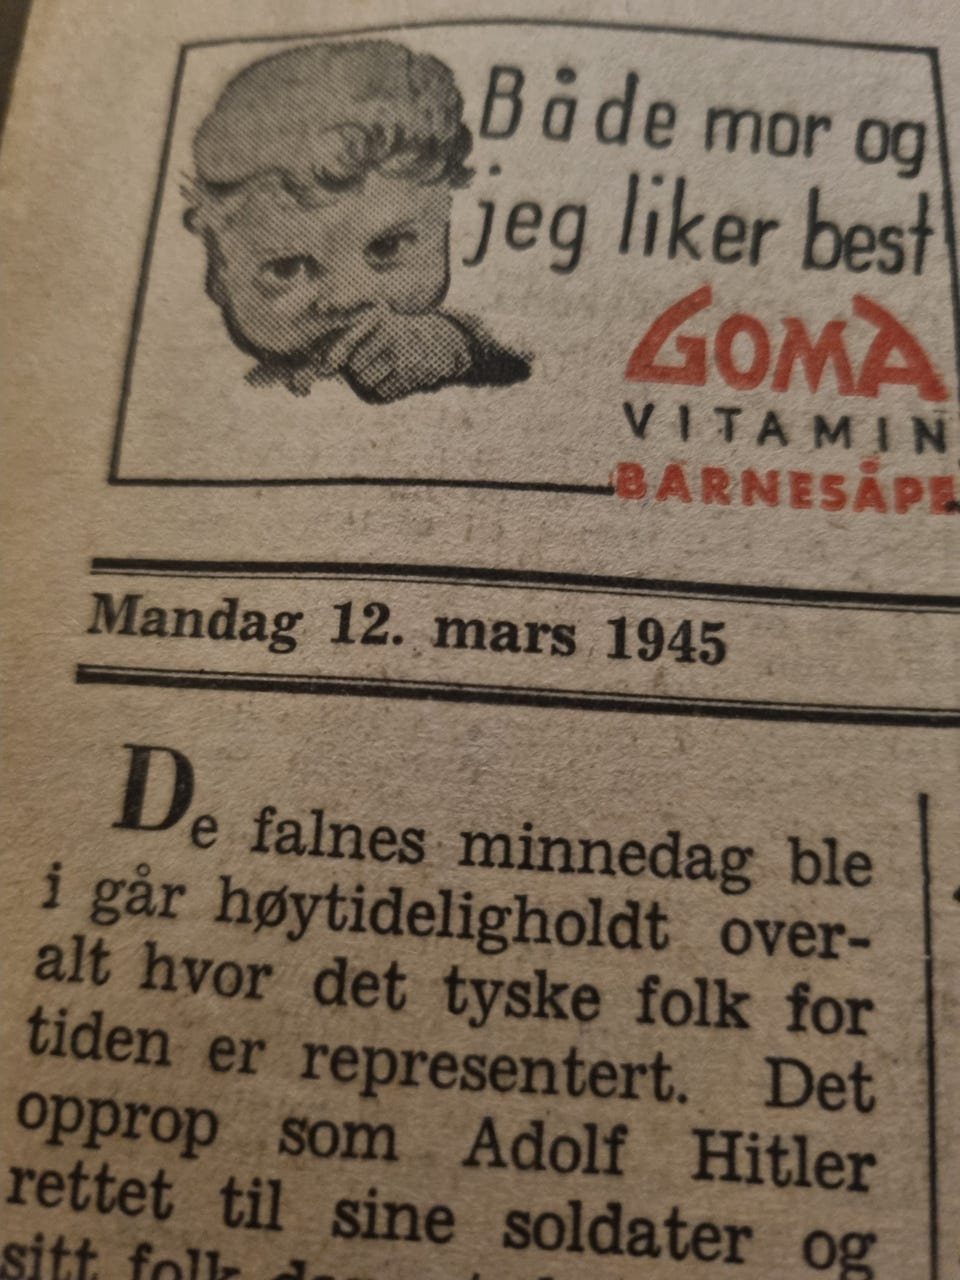 Både mor og
jeg liker best
GOMA
VITAMIN
BARNESÅPE
Mandag 12. mars 1945
De falnes minnedag ble
i går høytideligholdt over-
alt hvor det tyske folk for
tiden er representert. Det
opprop som Adolf Hitler
rettet til sine soldater og
sitt folk